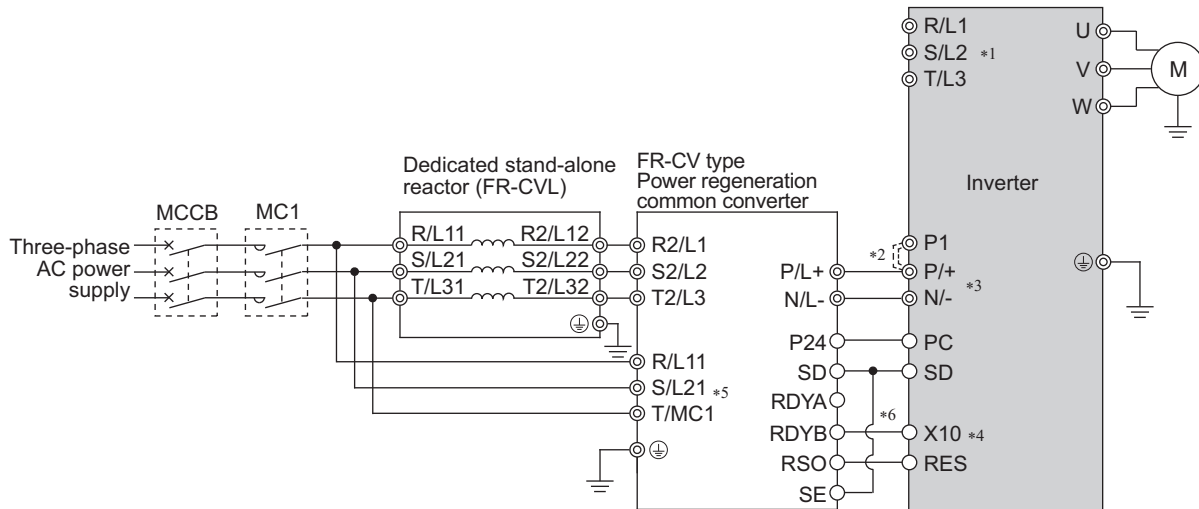 R/L1
S/L2 *1
T/L3
U
V
W
M
Dedicated stand-alone
reactor (FR-CVL)
FR-CV type
Power regeneration
common converter
Inverter
MCCB
MC1
Three-phase
AC power
supply
R/L11 R2/L12
S/L21 S2/L22
T/L31 T2/L32
R2/L1
S2/L2
T2/L3
P/L+
N/L-
P1
*2
P/+
*3
N/-
P24
PC
SD
SD
R/L11
S/L21 *5
T/MC1
RDYA
*6
RDYB
X10 *4
RSO
RES
SE